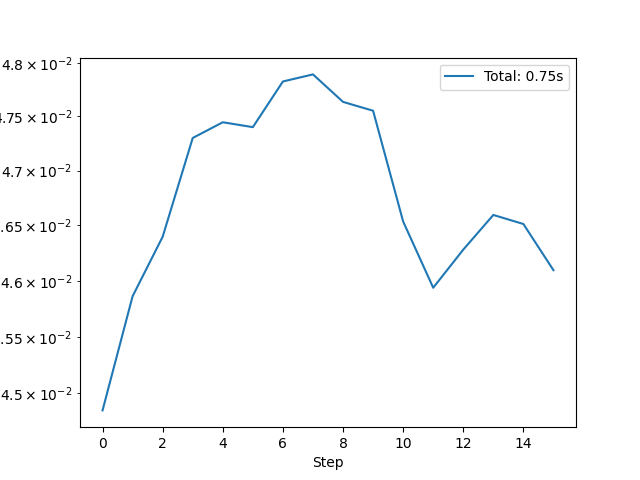 Total: 0.75s
4.8 × 10⁻²
4.75 × 10⁻²
4.7 × 10⁻²
.65 × 10⁻²
4.6 × 10⁻²
.55 × 10⁻²
4.5 × 10⁻²
0 2 4 6 8 10 12 14
Step